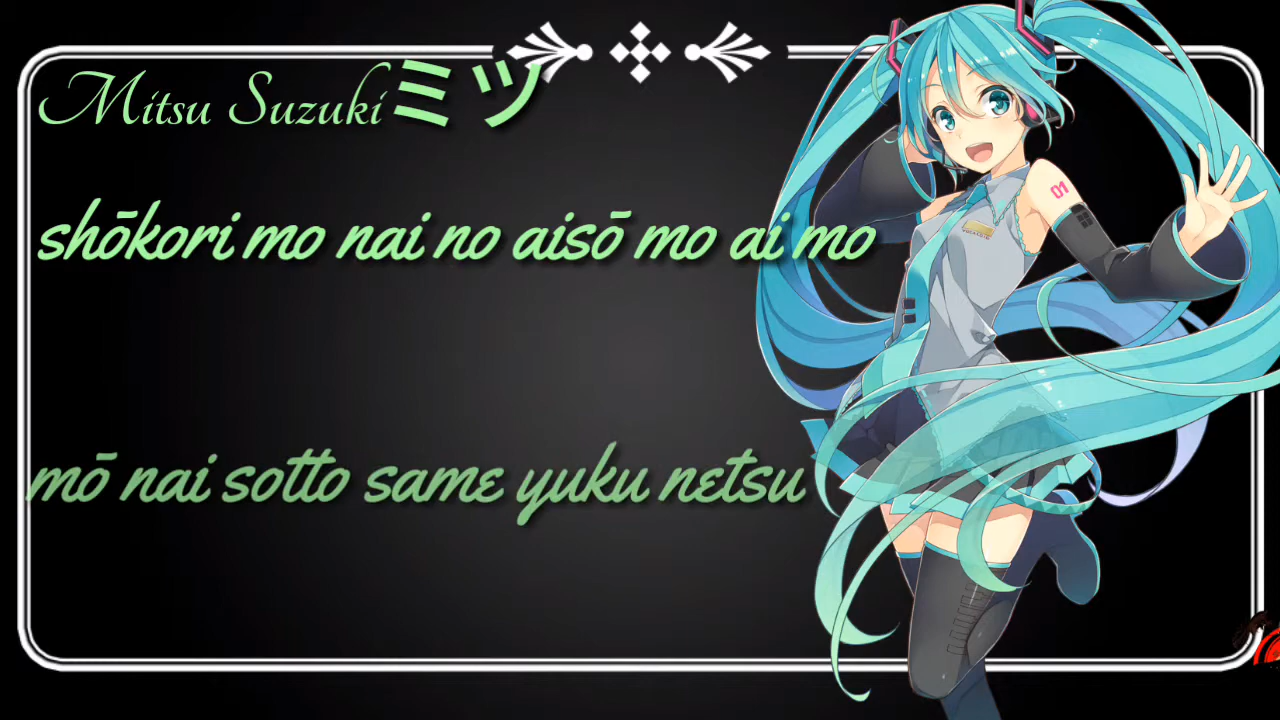 Mitsu Suzukiミツ
shōkori mo nai no aisō mo ai mo
mō nai sotto same yuku netsu
01